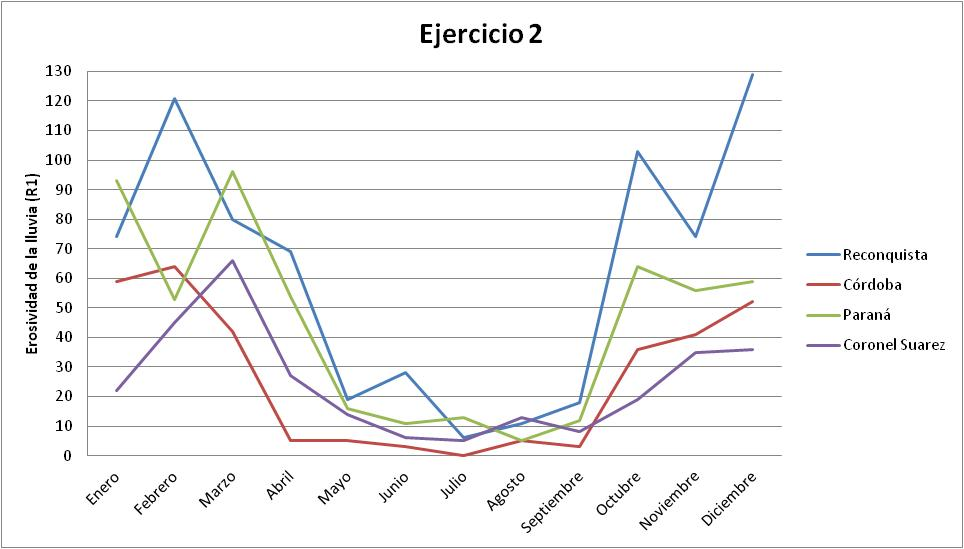 Ejercicio 2
Erosividad de la lluvia (R1)
130
120
110
100
90
80
70
60
50
40
30
20
10
0
Enero
Febrero
Marzo
Abril
Mayo
Junio
Julio
Agosto
Septiembre
Octubre
Noviembre
Diciembre
Reconquista
Córdoba
Paraná
Coronel Suarez